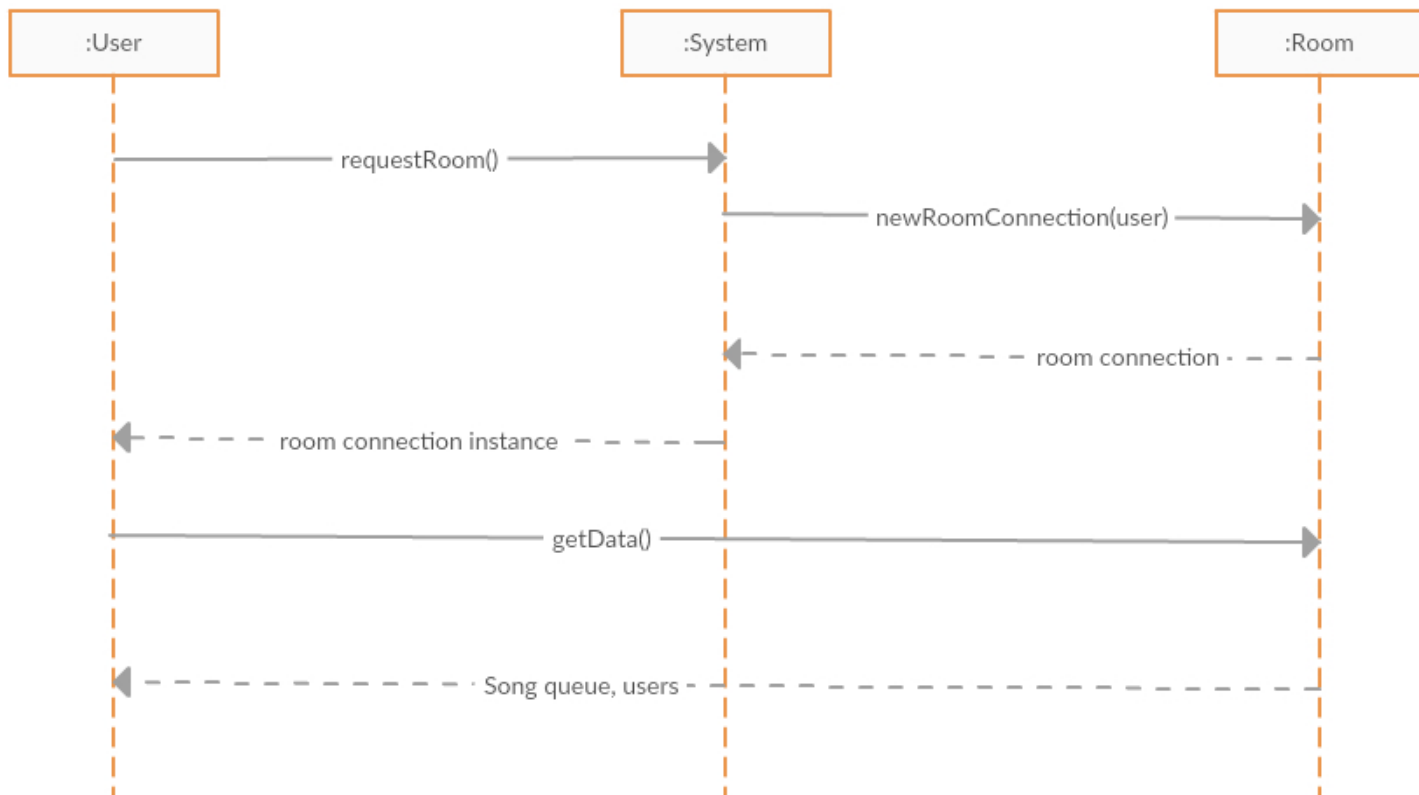 :User
:System
:Room
requestRoom()
newRoomConnection(user)
room connection
room connection instance
getData()
Song queue, users